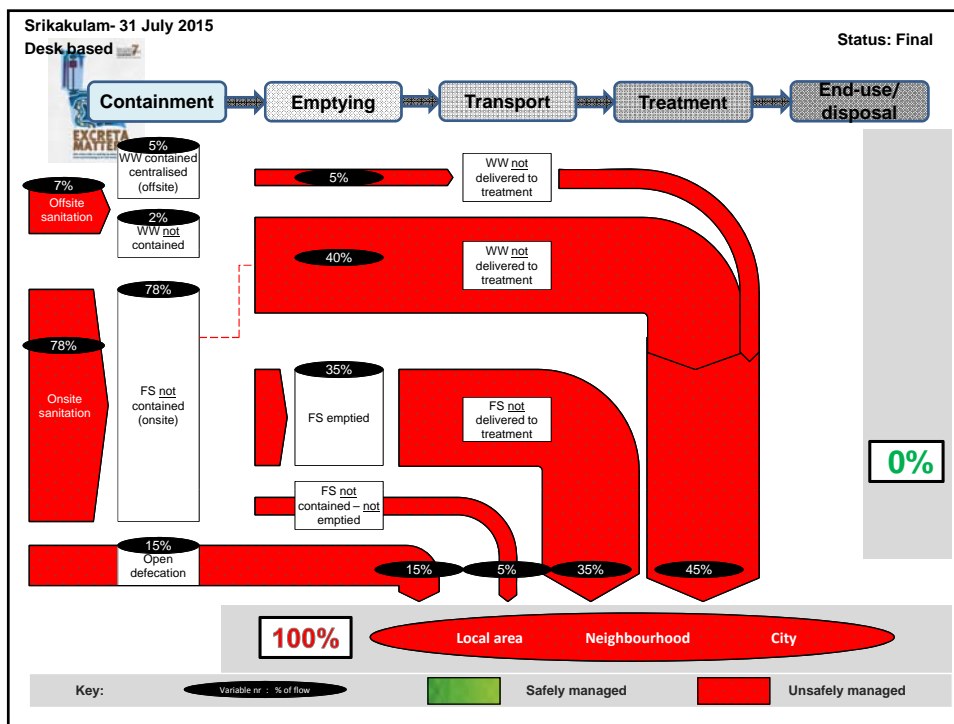 Srikakulam- 31 July 2015
Desk based
Status: Final
Containment
Emptying
Transport
Treatment
End-use/
disposal
EXCRETA
MATTERS
5%
WW contained
centralised
(offsite)
7%
Offsite
sanitation
2%
WW not
contained
5%
WW not
delivered to
treatment
40%
WW not
delivered to
treatment
78%
78%
Onsite
sanitation
FS not
contained
(onsite)
35%
FS emptied
FS not
delivered to
treatment
0%
FS not
contained – not
emptied
15%
Open
defecation
15%
5%
35%
45%
100%
Local area
Neighbourhood
City
Key:
Variable nr : % of flow
Safely managed
Unsafely managed